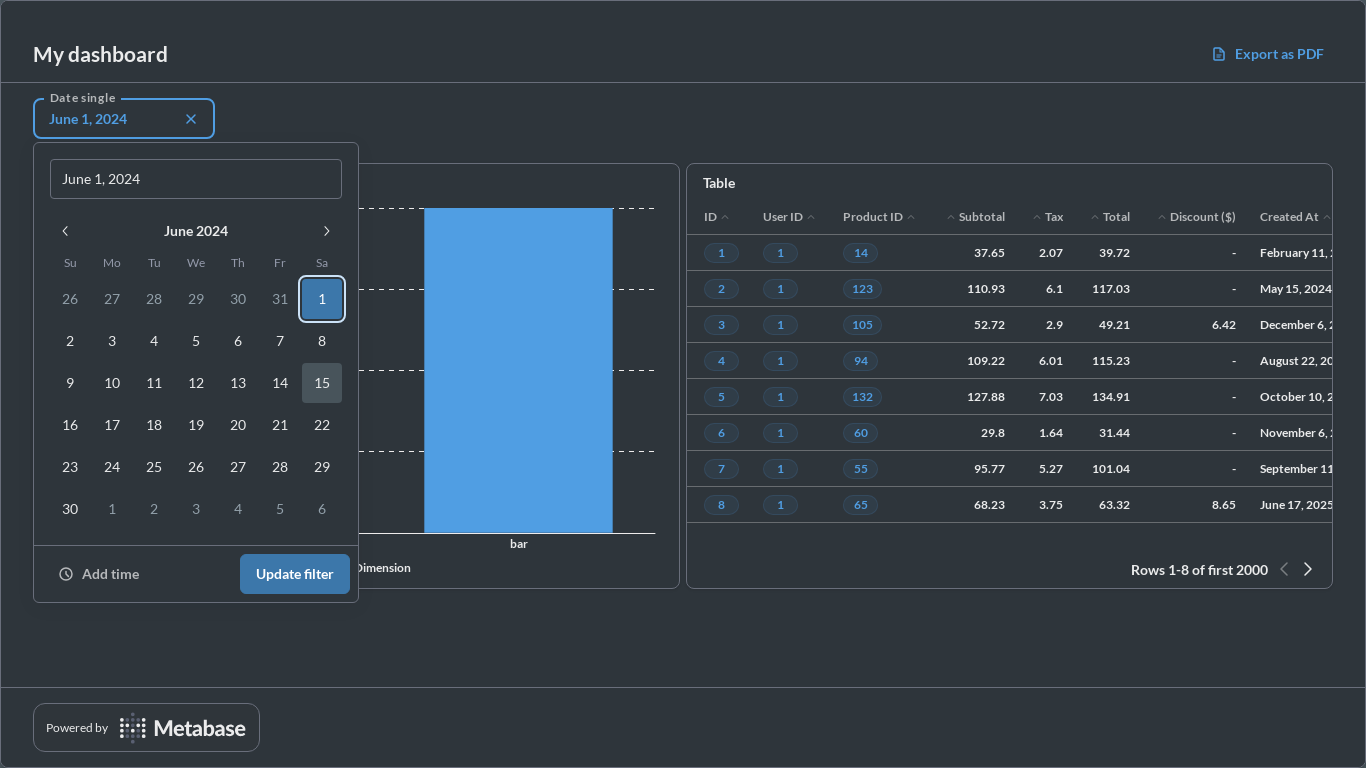 My dashboard
Export as PDF
Date single
June 1, 2024
June 1, 2024
June 2024
Su Mo Tu We Th Fr Sa
26 27 28 29 30 31 1
2 3 4 5 6 7 8
9 10 11 12 13 14 15
16 17 18 19 20 21 22
23 24 25 26 27 28 29
30 1 2 3 4 5 6
Add time
Update filter
bar
Dimension
Table
ID User ID Product ID Subtotal Tax Total Discount ($) Created At
1 1 14 37.65 2.07 39.72 - February 11,
2 1 123 110.93 6.1 117.03 - May 15, 2024
3 1 105 52.72 2.9 49.21 6.42 December 6,
4 1 94 109.22 6.01 115.23 - August 22, 20
5 1 132 127.88 7.03 134.91 - October 10, 2
6 1 60 29.8 1.64 31.44 - November 6,
7 1 55 95.77 5.27 101.04 - September 11
8 1 65 68.23 3.75 63.32 8.65 June 17, 2025
Rows 1-8 of first 2000
Powered by
Metabase